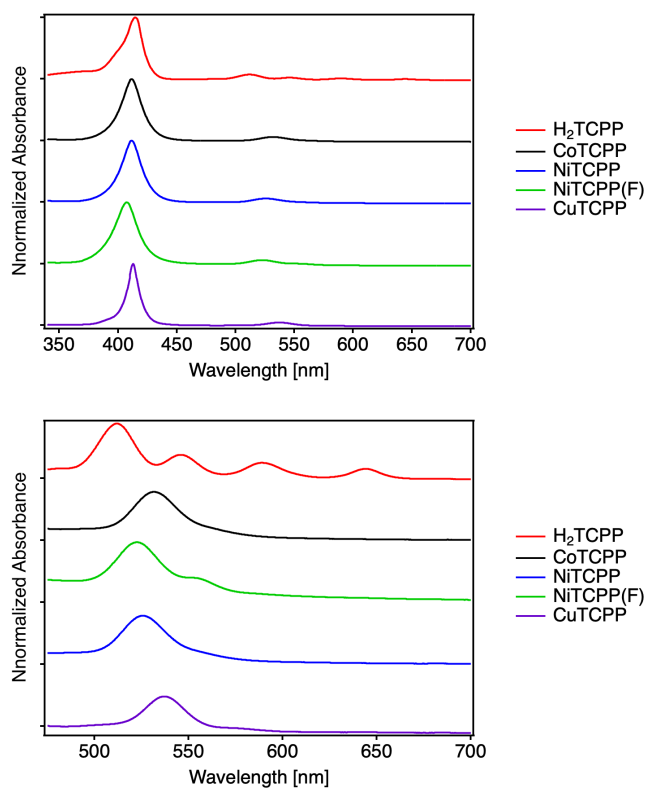 Nnormalized Absorbance
H₂TCPP
CoTCPP
NiTCPP
NiTCPP(F)
CuTCPP
350 400 450 500 550 600 650 700
Wavelength [nm]
Nnormalized Absorbance
H₂TCPP
CoTCPP
NiTCPP
NiTCPP(F)
CuTCPP
500 550 600 650 700
Wavelength [nm]